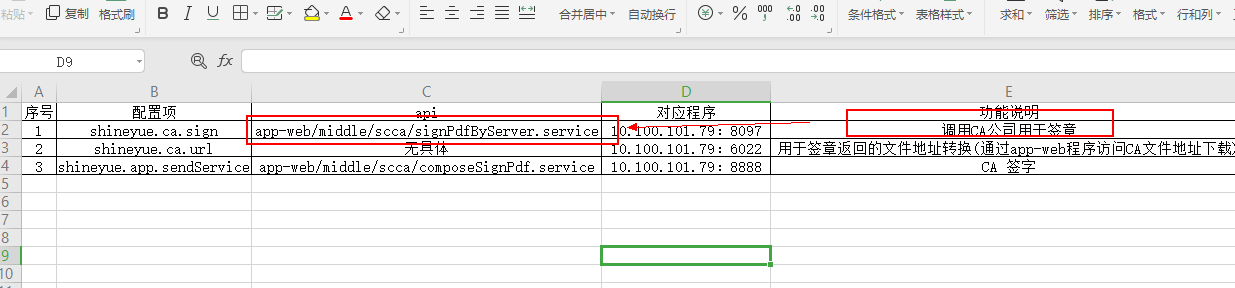 粘贴 复制 格式刷 B I U A 合并居中 自动换行 ¥ % 000 .00 .00 条件格式 表格样式 求和 筛选 排序 格式 行和列
D9 fx
A B C D E
1 序号 配置项 api 对应程序 功能说明
2 1 shineyue.ca.sign app-web/middle/scca/signPdfByServer.service 10.100.101.79：8097 调用CA公司用于签章
3 2 shineyue.ca.url 无具体 10.100.101.79：6022 用于签章返回的文件地址转换(通过app-web程序访问CA文件地址下载
4 3 shineyue.app.sendService app-web/middle/scca/composeSignPdf.service 10.100.101.79：8888 CA 签字
5
6
7
8
9
10